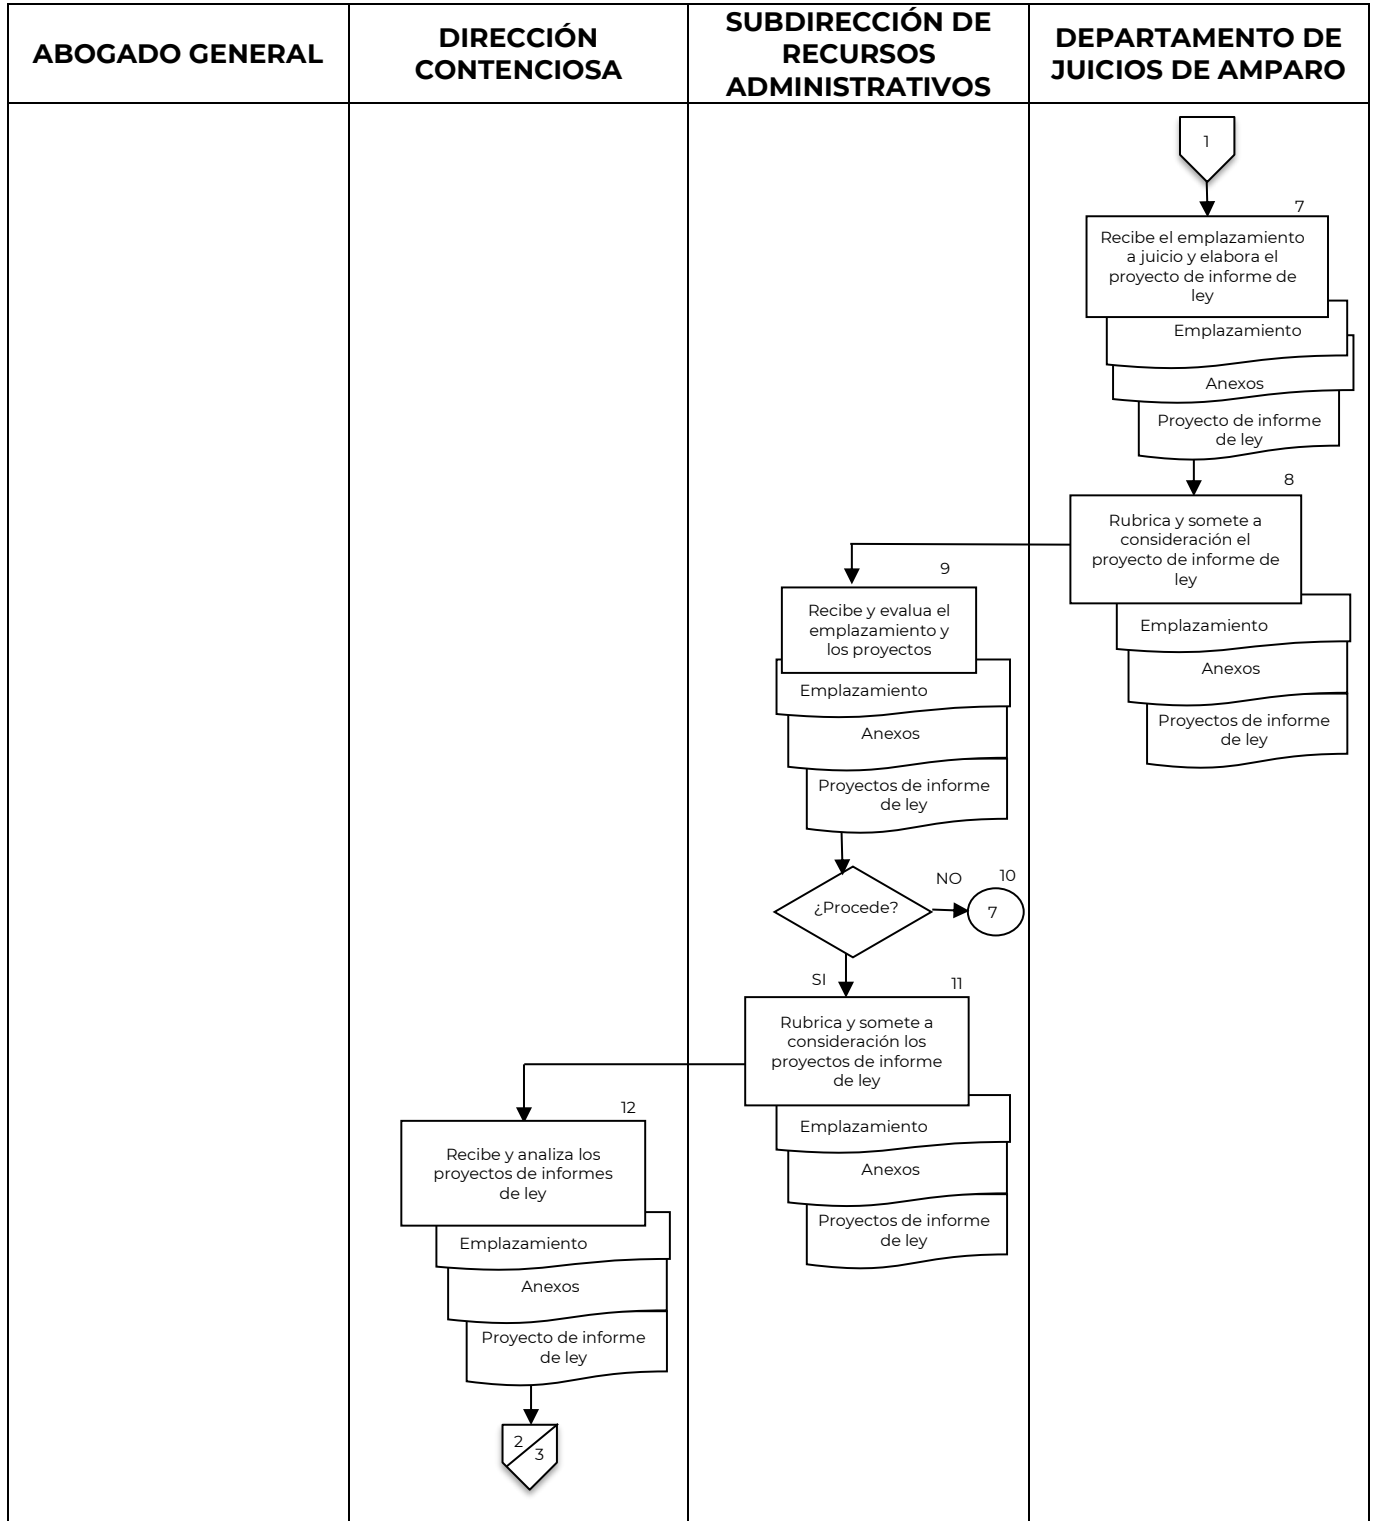 ABOGADO GENERAL
DIRECCIÓN
CONTENCIOSA
SUBDIRECCIÓN DE
RECURSOS
ADMINISTRATIVOS
DEPARTAMENTO DE
JUICIOS DE AMPARO
1
7
Recibe el emplazamiento
a juicio y elabora el
proyecto de informe de
ley
Emplazamiento
Anexos
Proyecto de informe
de ley
8
Rubrica y somete a
consideración el
proyecto de informe de
ley
Emplazamiento
Anexos
Proyectos de informe
de ley
9
Recibe y evalua el
emplazamiento y
los proyectos
Emplazamiento
Anexos
Proyectos de informe
de ley
¿Procede?
NO
10
7
SI
11
Rubrica y somete a
consideración los
proyectos de informe
de ley
Emplazamiento
Anexos
Proyectos de informe
de ley
12
Recibe y analiza los
proyectos de informes
de ley
Emplazamiento
Anexos
Proyecto de informe
de ley
2
3